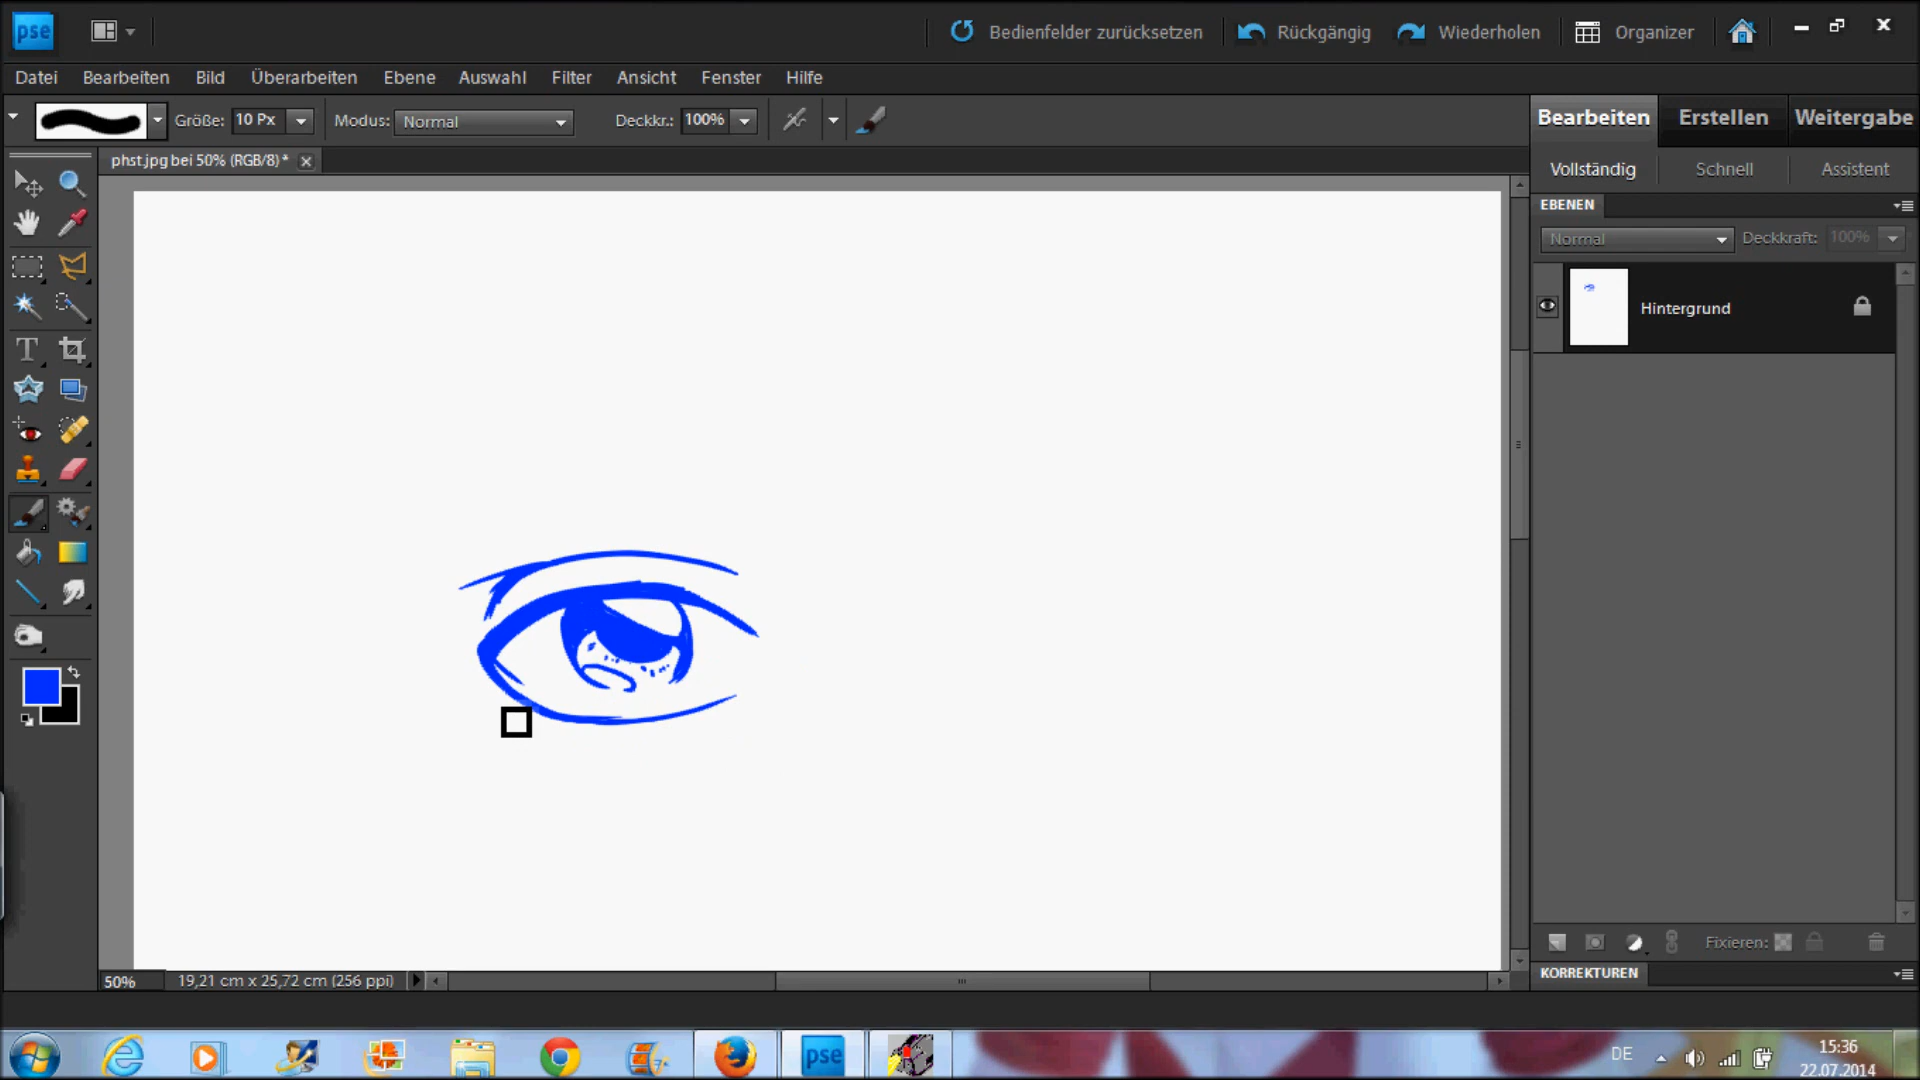 pse
Bedienfelder zurücksetzen Rückgängig Wiederholen Organizer
Datei Bearbeiten Bild Überarbeiten Ebene Auswahl Filter Ansicht Fenster Hilfe
Größe: 10 Px Modus: Normal Deckkr.: 100%
Bearbeiten Erstellen Weitergabe
phst.jpg bei 50% (RGB/8) *
Vollständig Schnell Assistent
EBENEN
Normal Deckkraft: 100%
Hintergrund
T
Fixieren:
KORREKTUREN
50% 19,21 cm x 25,72 cm (256 ppi)
pse
DE
15:36
22.07.2014